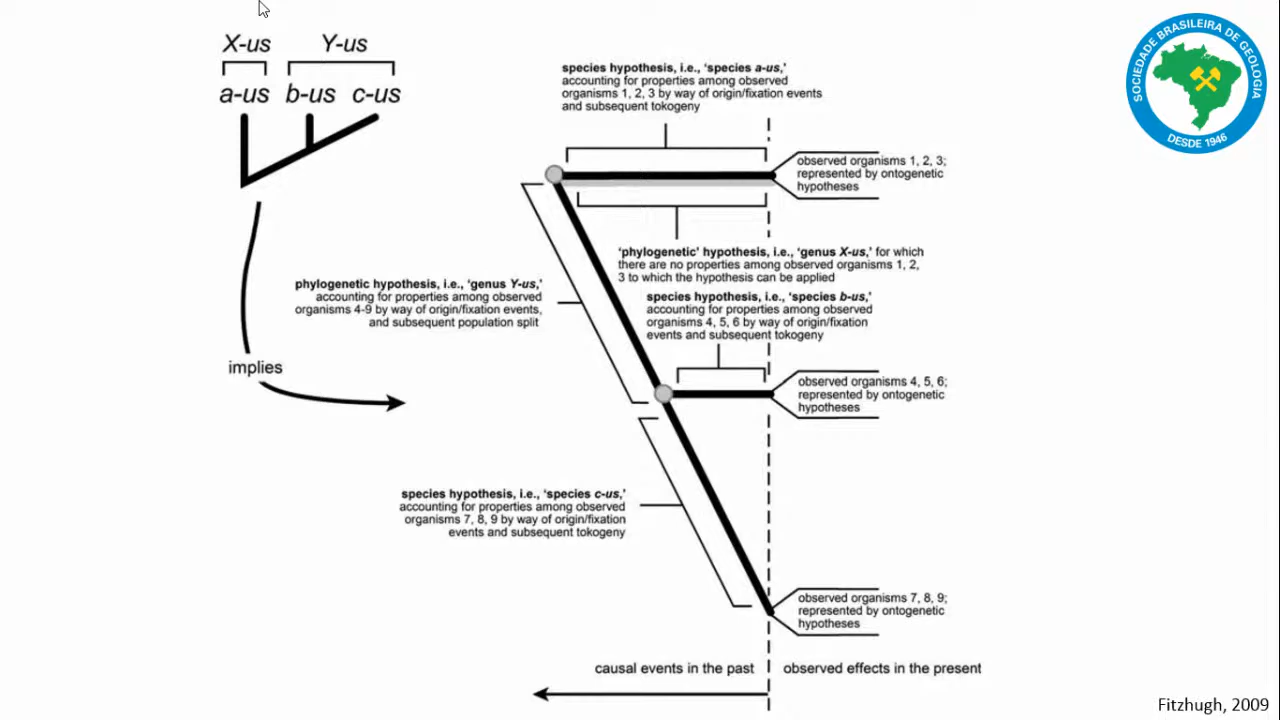 X-us Y-us
a-us b-us c-us
implies
species hypothesis, i.e., ‘species a-us,’
accounting for properties among observed
organisms 1, 2, 3 by way of origin/fixation events
and subsequent tokogeny
observed organisms 1, 2, 3;
represented by ontogenetic
hypotheses
‘phylogenetic’ hypothesis, i.e., ‘genus X-us,’ for which
there are no properties among observed organisms 1, 2,
3 to which the hypothesis can be applied
phylogenetic hypothesis, i.e., ‘genus Y-us,’
accounting for properties among observed
organisms 4-9 by way of origin/fixation events,
and subsequent population split
species hypothesis, i.e., ‘species b-us,’
accounting for properties among observed
organisms 4, 5, 6 by way of origin/fixation
events and subsequent tokogeny
observed organisms 4, 5, 6;
represented by ontogenetic
hypotheses
species hypothesis, i.e., ‘species c-us,’
accounting for properties among observed
organisms 7, 8, 9 by way of origin/fixation
events and subsequent tokogeny
observed organisms 7, 8, 9;
represented by ontogenetic
hypotheses
causal events in the past
observed effects in the present
SOCIEDADE BRASILEIRA DE GEOLOGIA
DESDE 1946
Fitzhugh, 2009